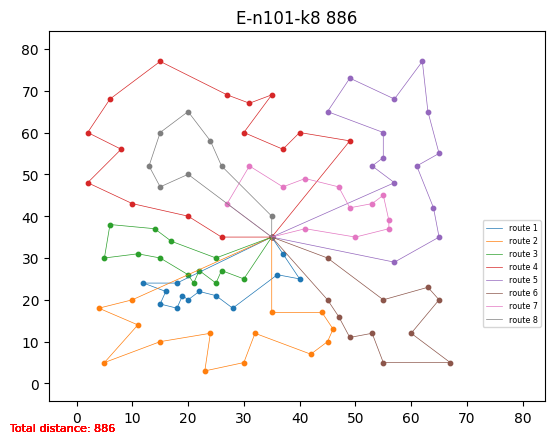 E-n101-k8 886
80
70
60
50
40
30
20
10
0
0 10 20 30 40 50 60 70 80
route 1
route 2
route 3
route 4
route 5
route 6
route 7
route 8
Total distance: 886